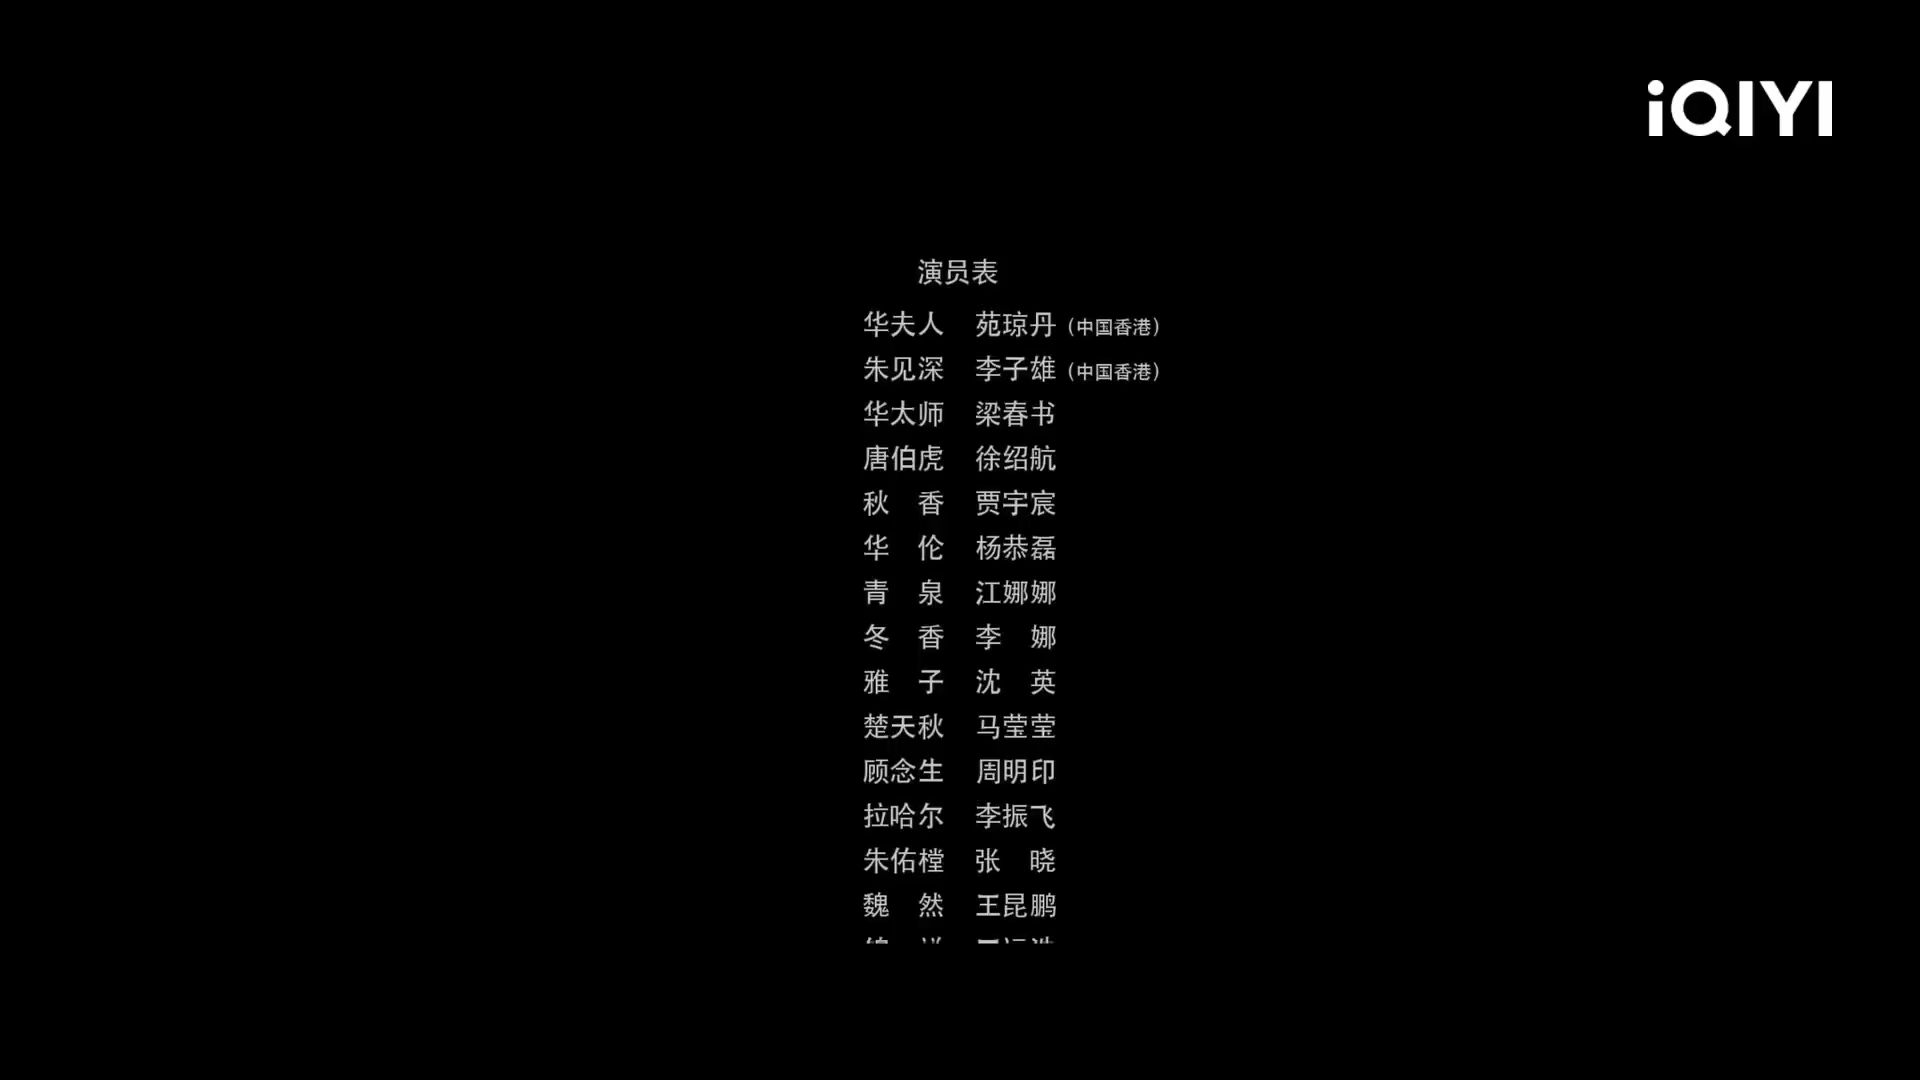 iQIYI
演员表
华夫人 苑琼丹（中国香港）
朱见深 李子雄（中国香港）
华太师 梁春书
唐伯虎 徐绍航
秋 香 贾宇宸
华 伦 杨恭磊
青 泉 江娜娜
冬 香 李 娜
雅 子 沈 英
楚天秋 马莹莹
顾念生 周明印
拉哈尔 李振飞
朱佑樘 张 晓
魏 然 王昆鹏